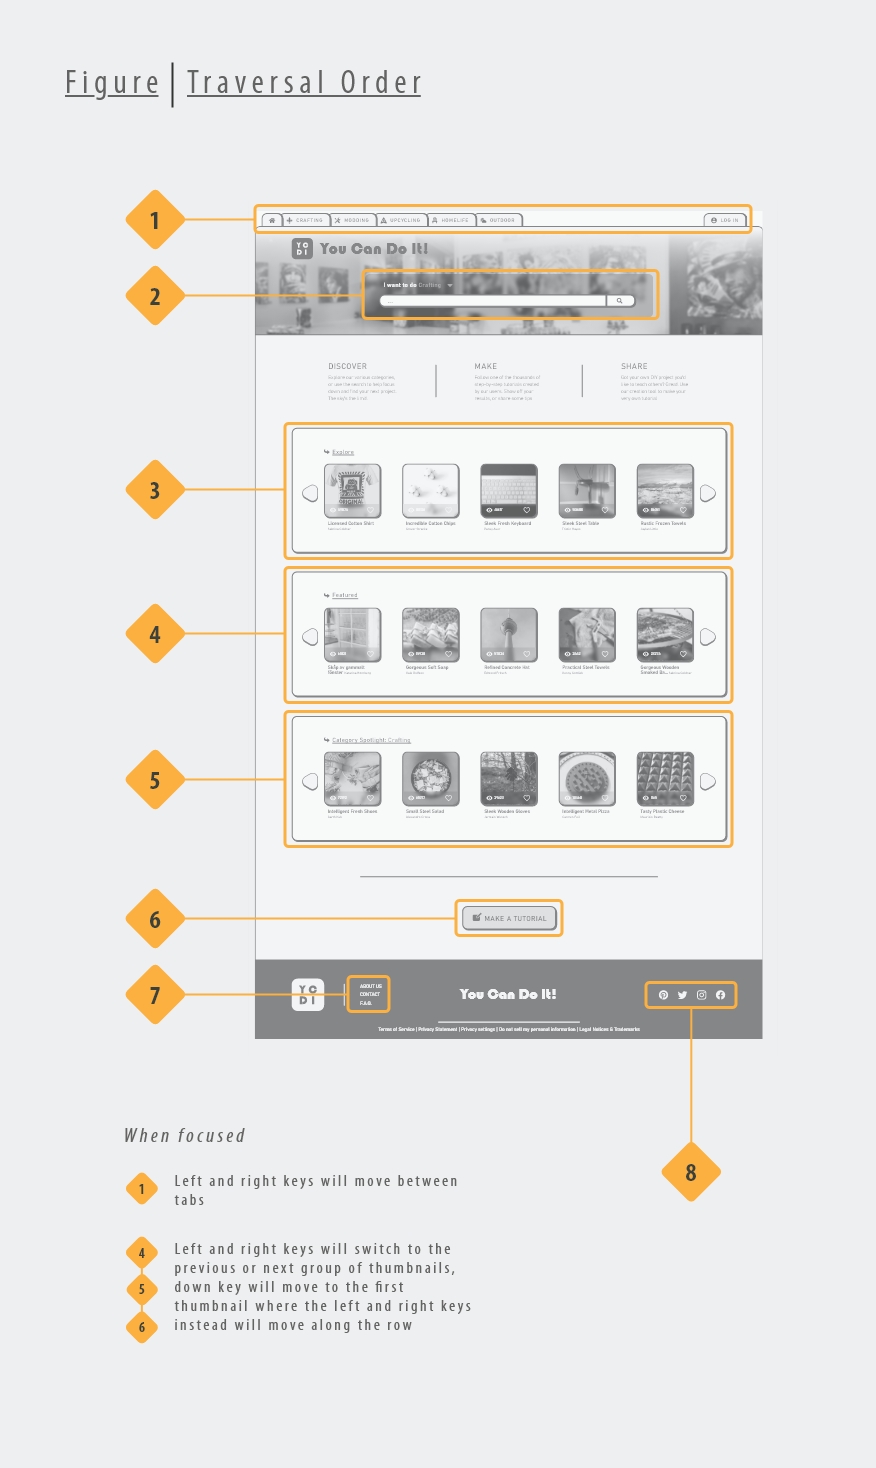 Figure | Traversal Order
1
CRAFTING MODDING UPCYCLING HOMELIFE OUTDOOR LOG IN
YC
DI
You Can Do It!
2
I want to do Crafting
...
DISCOVER MAKE SHARE
3
Explore
ORIGINAL
Licensed Cotton Shirt Incredible Cotton Chips Sleek Fresh Keyboard Sleek Steel Table Rustic Frozen Towels
4
Featured
Gorgeous Soft Soap Refined Concrete Hat Practical Steel Towels Gorgeous Wooden
5
Category Spotlight: Crafting
Intelligent Fresh Shoes Small Steel Salad Sleek Wooden Gloves Intelligent Metal Pizza Tasty Plastic Cheese
6
MAKE A TUTORIAL
7
YC
DI
ABOUT US
CONTACT
F.A.Q.
You Can Do It!
Terms of Service | Privacy Statement | Privacy settings | Do not sell my personal information | Legal Notices & Trademarks
8
When focused
1
Left and right keys will move between
tabs
4
5
6
Left and right keys will switch to the
previous or next group of thumbnails,
down key will move to the first
thumbnail where the left and right keys
instead will move along the row